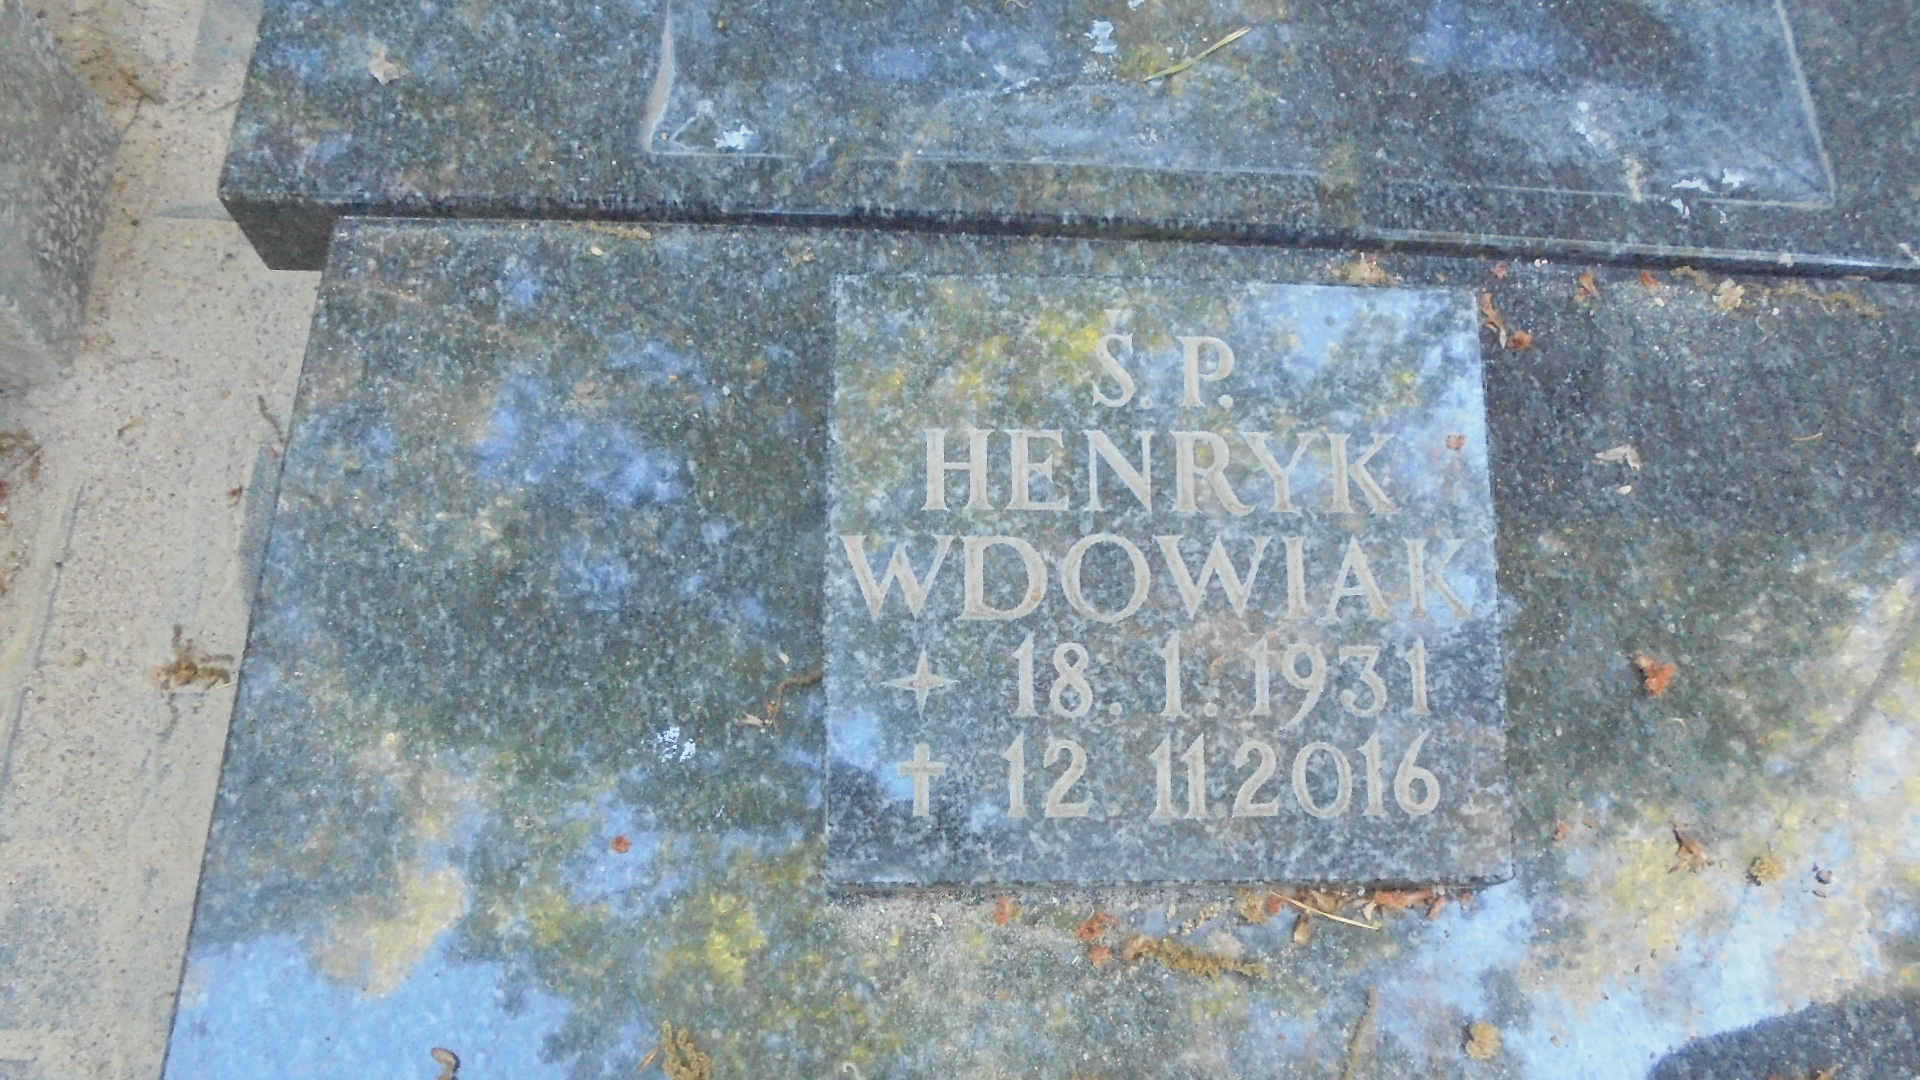 Ś.P.
HENRYK
WDOWIAK
18.1.1931
✝ 12.11 2016